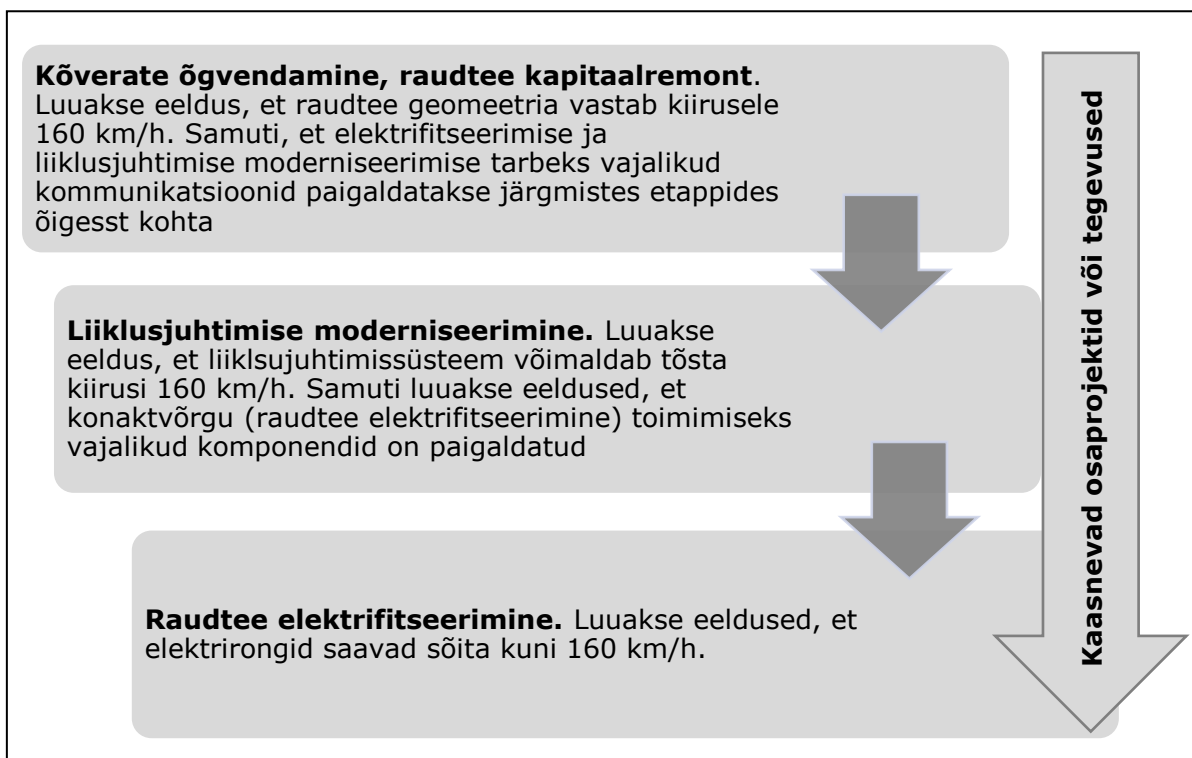 Kõverate õgvendamine, raudtee kapitaalremont.
Luuakse eeldus, et raudtee geomeetria vastab kiirusele
160 km/h. Samuti, et elektrifitseerimise ja
liiklusjuhtimise moderniseerimise tarbeks vajalikud
kommunikatsioonid paigaldatakse järgmistes etappides
õigesst kohta
Liiklusjuhtimise moderniseerimine. Luuakse
eeldus, et liiklsujuhtimissüsteem võimaldab tõsta
kiirusi 160 km/h. Samuti luuakse eeldused, et
konaktvõrgu (raudtee elektrifitseerimine) toimimiseks
vajalikud komponendid on paigaldatud
Raudtee elektrifitseerimine. Luuakse eeldused, et
elektrirongid saavad sõita kuni 160 km/h.
Kaasnevad osaprojektid või tegevused